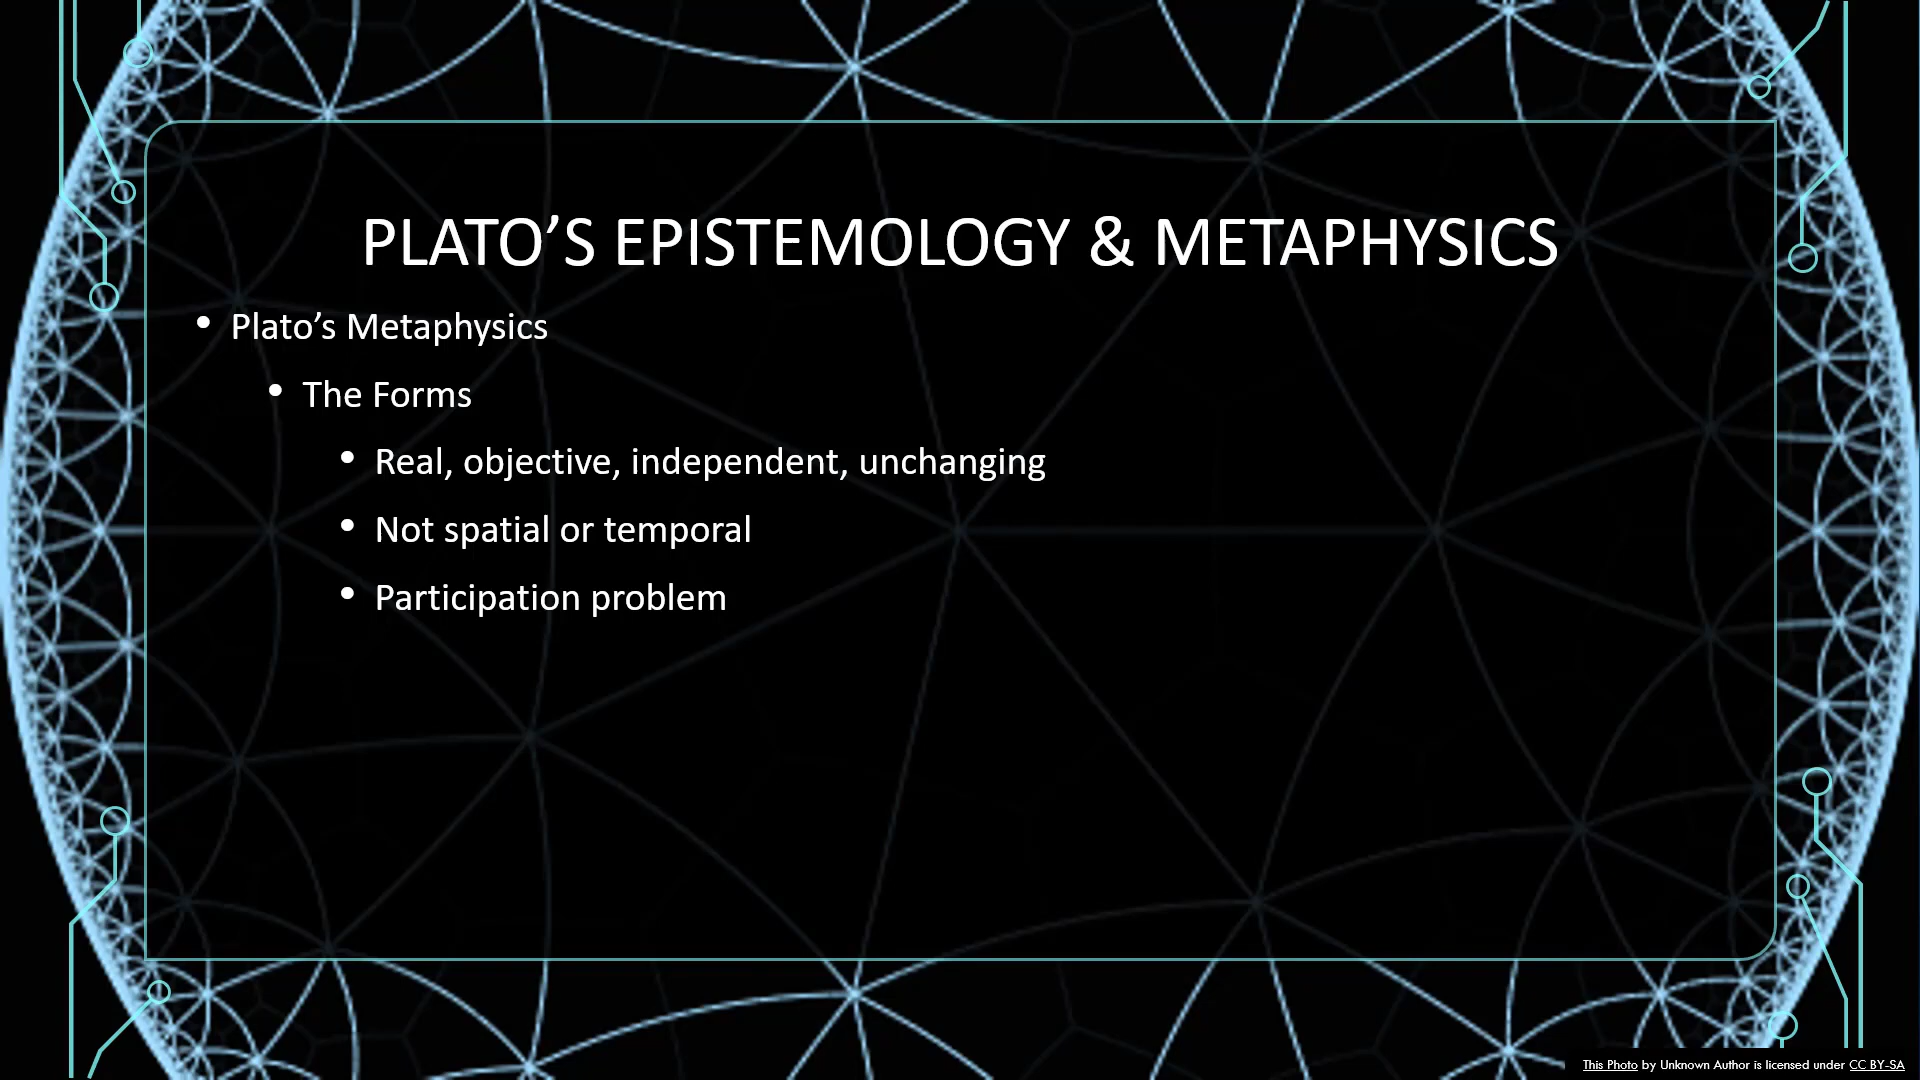 PLATO’S EPISTEMOLOGY & METAPHYSICS
• Plato’s Metaphysics
• The Forms
• Real, objective, independent, unchanging
• Not spatial or temporal
• Participation problem
This Photo by Unknown Author is licensed under CC BY-SA